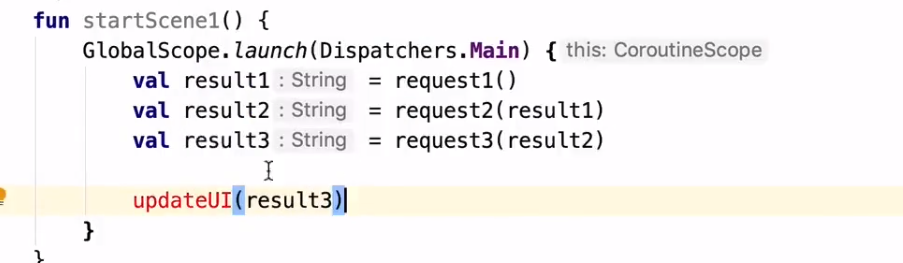 fun startScene1() {
GlobalScope.launch(Dispatchers.Main) { this: CoroutineScope
val result1 : String = request1()
val result2 : String = request2(result1)
val result3 : String = request3(result2)
updateUI(result3)
}
}